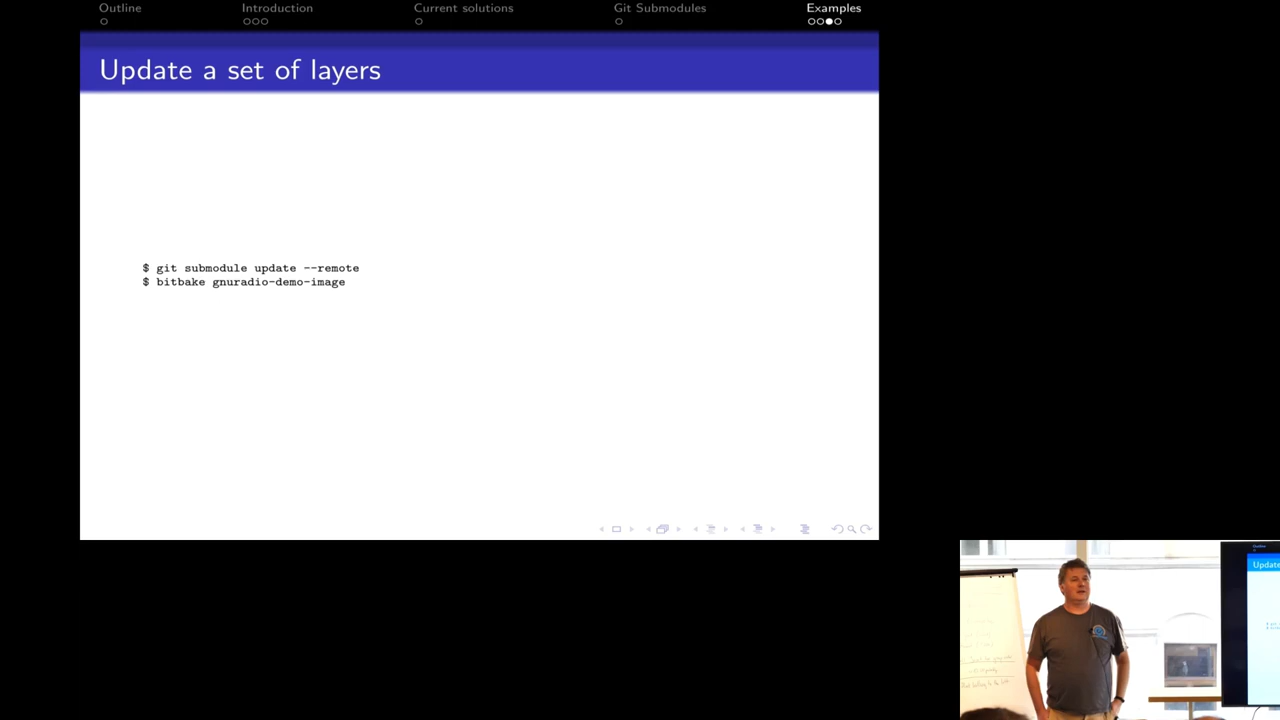 Outline
Introduction
Current solutions
Git Submodules
Examples
Update a set of layers
$ git submodule update --remote
$ bitbake gnuradio-demo-image
Update